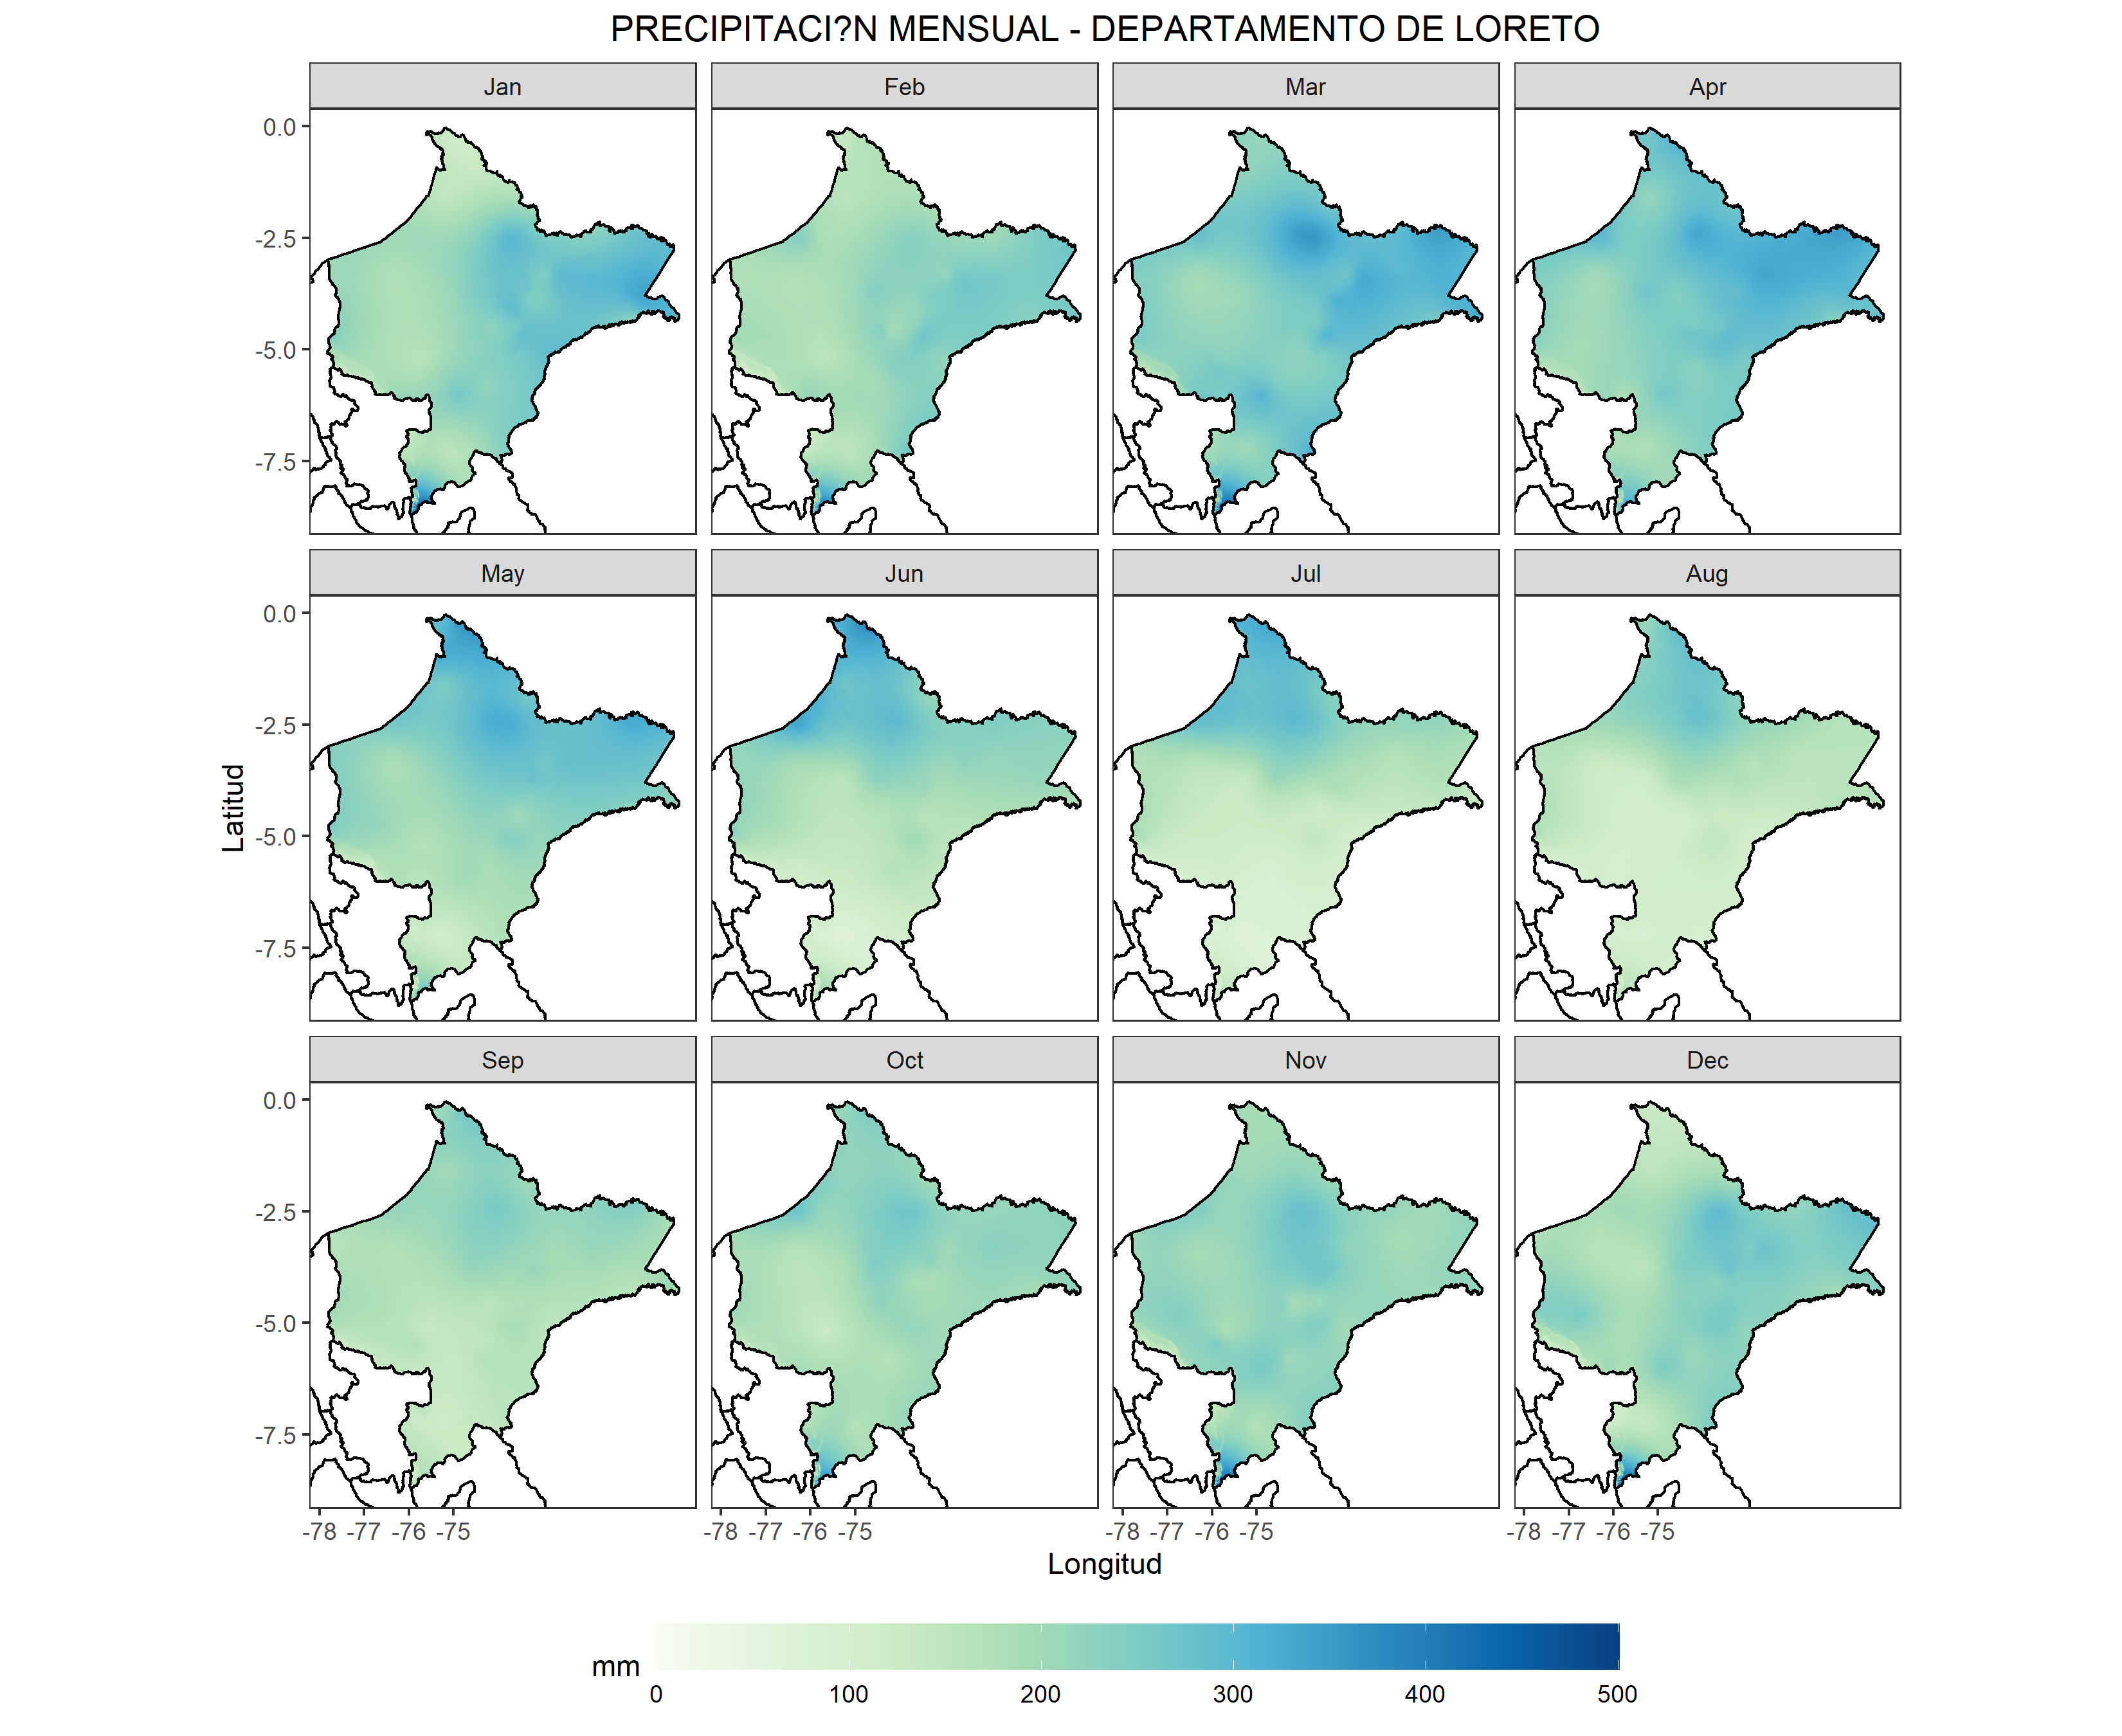 PRECIPITACI?N MENSUAL - DEPARTAMENTO DE LORETO
Jan Feb Mar Apr
0.0
-2.5
-5.0
-7.5
May Jun Jul Aug
0.0
-2.5
-5.0
-7.5
Latitud
Sep Oct Nov Dec
0.0
-2.5
-5.0
-7.5
-78 -77 -76 -75 -78 -77 -76 -75 -78 -77 -76 -75 -78 -77 -76 -75
Longitud
mm
0 100 200 300 400 500